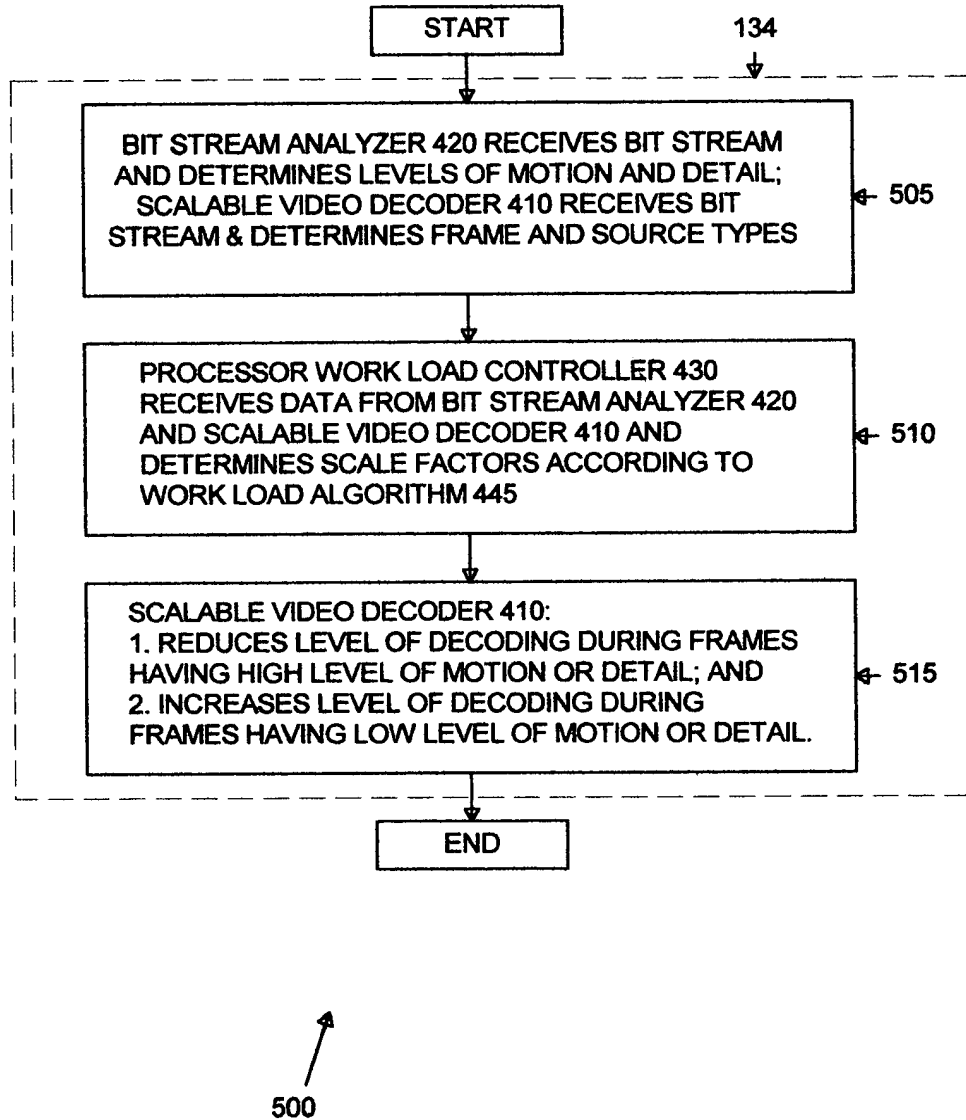 START
134
BIT STREAM ANALYZER 420 RECEIVES BIT STREAM
AND DETERMINES LEVELS OF MOTION AND DETAIL;
SCALABLE VIDEO DECODER 410 RECEIVES BIT
STREAM & DETERMINES FRAME AND SOURCE TYPES
505
PROCESSOR WORK LOAD CONTROLLER 430
RECEIVES DATA FROM BIT STREAM ANALYZER 420
AND SCALABLE VIDEO DECODER 410 AND
DETERMINES SCALE FACTORS ACCORDING TO
WORK LOAD ALGORITHM 445
510
SCALABLE VIDEO DECODER 410:
1. REDUCES LEVEL OF DECODING DURING FRAMES
HAVING HIGH LEVEL OF MOTION OR DETAIL; AND
2. INCREASES LEVEL OF DECODING DURING
FRAMES HAVING LOW LEVEL OF MOTION OR DETAIL.
515
END
500